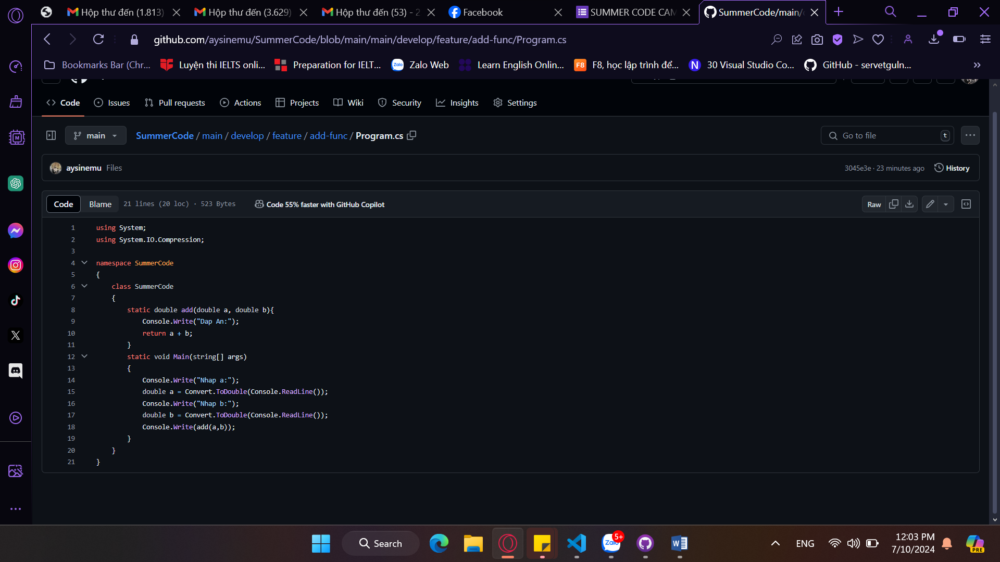 Hộp thư đến (1.813)
Hộp thư đến (3.629)
Hộp thư đến (53) - 2
Facebook
SUMMER CODE CAM
SummerCode/main/
github.com/aysinemu/SummerCode/blob/main/main/develop/feature/add-func/Program.cs
Bookmarks Bar (Chr...
Luyện thi IELTS onli...
Preparation for IELT...
Zalo Web
Learn English Onlin...
F8, học lập trình để...
30 Visual Studio Co...
GitHub - servetguln...
Code Issues Pull requests Actions Projects Wiki Security Insights Settings
main
SummerCode / main / develop / feature / add-func / Program.cs
Go to file t
aysinemu Files
3045e3e · 23 minutes ago History
Code Blame 21 lines (20 loc) · 523 Bytes Code 55% faster with GitHub Copilot Raw
1 using System;
2 using System.IO.Compression;
3
4 namespace SummerCode
5 {
6 class SummerCode
7 {
8 static double add(double a, double b){
9 Console.Write("Dap An:");
10 return a + b;
11 }
12 static void Main(string[] args)
13 {
14 Console.Write("Nhap a:");
15 double a = Convert.ToDouble(Console.ReadLine());
16 Console.Write("Nhap b:");
17 double b = Convert.ToDouble(Console.ReadLine());
18 Console.Write(add(a,b));
19 }
20 }
21 }
Search
Zalo
5+
ENG
12:03 PM
7/10/2024
PRE